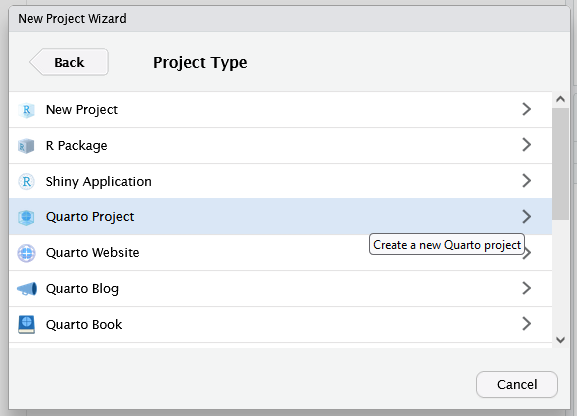 New Project Wizard
Back
Project Type
R New Project
R Package
R Shiny Application
Quarto Project
Create a new Quarto project
Quarto Website
Quarto Blog
Quarto Book
Cancel